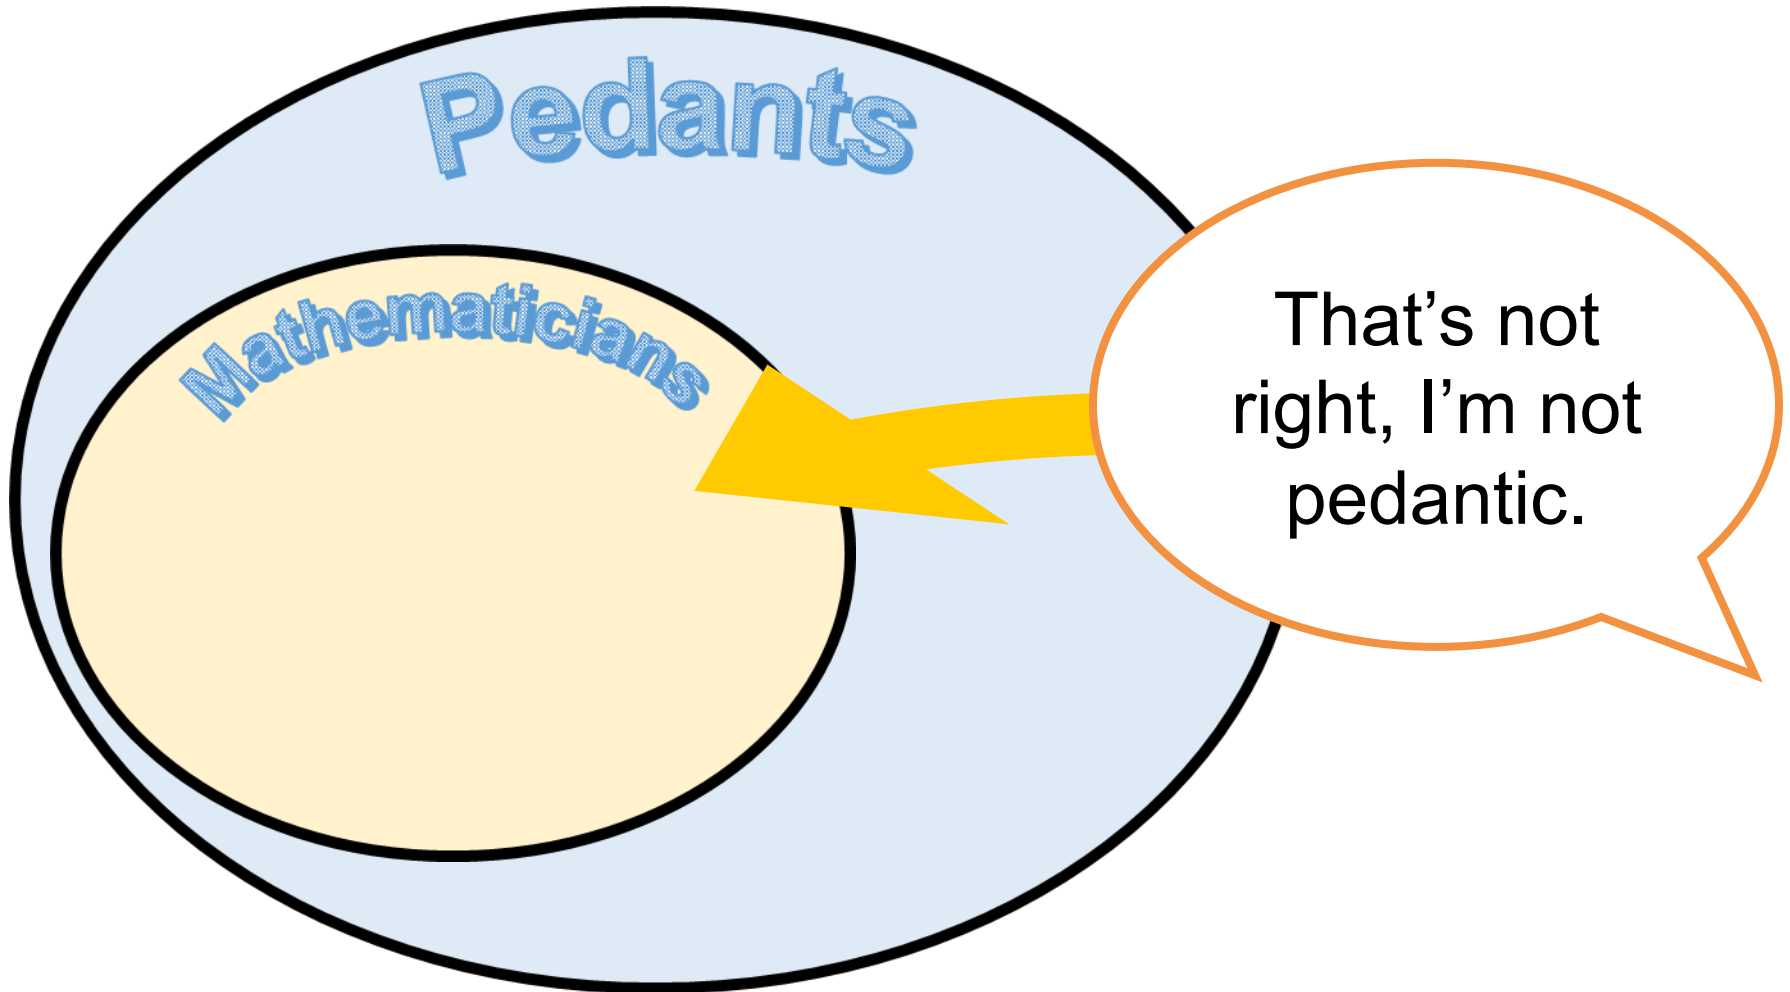 Pedants
Mathematicians
That’s not
right, I’m not
pedantic.